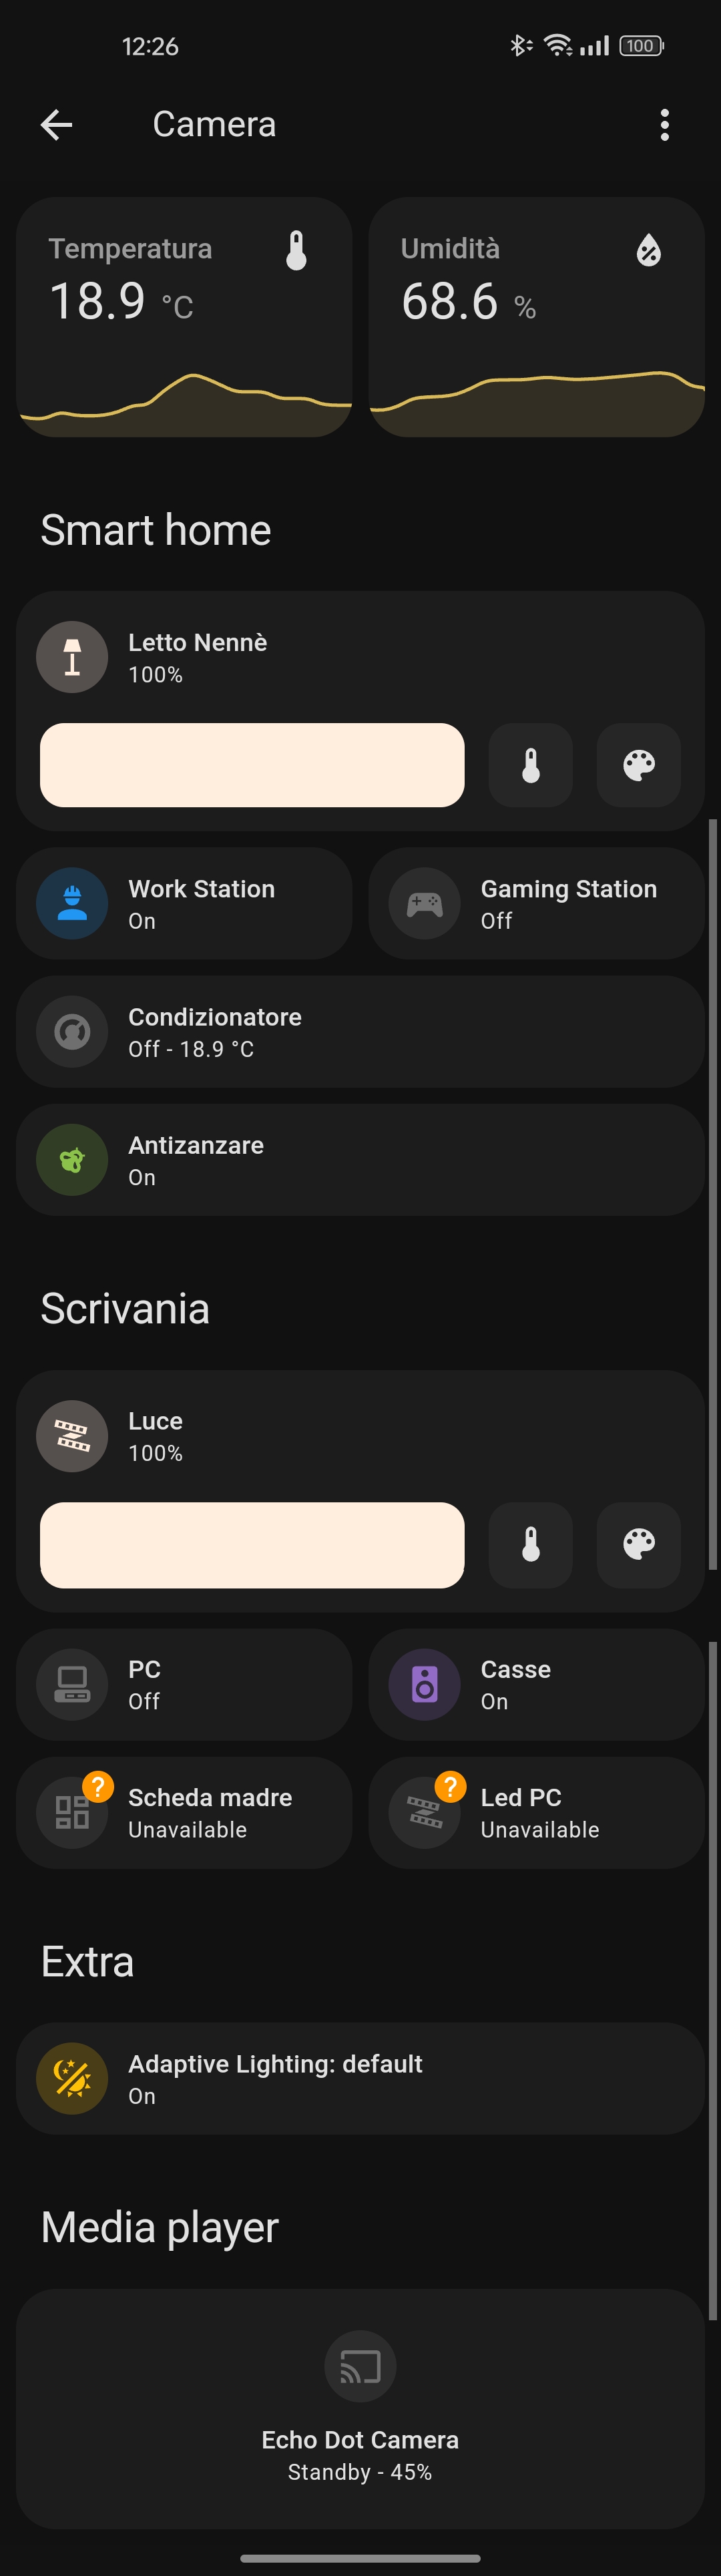 12:26
100
Camera
Temperatura
18.9 °C
Umidità
68.6 %
Smart home
Letto Nennè
100%
Work Station
On
Gaming Station
Off
Condizionatore
Off - 18.9 °C
Antizanzare
On
Scrivania
Luce
100%
PC
Off
Casse
On
?
Scheda madre
Unavailable
?
Led PC
Unavailable
Extra
Adaptive Lighting: default
On
Media player
Echo Dot Camera
Standby - 45%